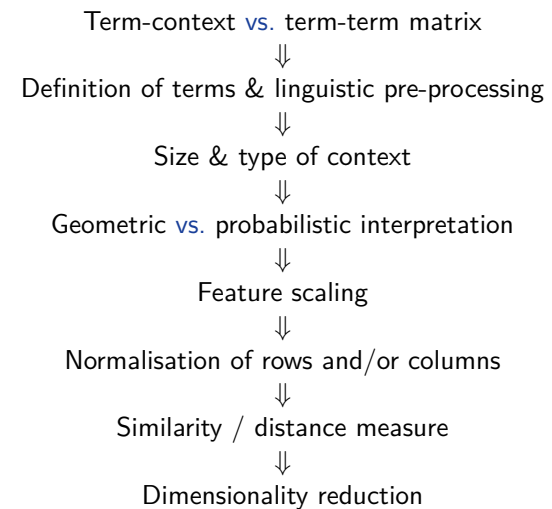 Term-context vs. term-term matrix
⇓
Definition of terms & linguistic pre-processing
⇓
Size & type of context
⇓
Geometric vs. probabilistic interpretation
⇓
Feature scaling
⇓
Normalisation of rows and/or columns
⇓
Similarity / distance measure
⇓
Dimensionality reduction